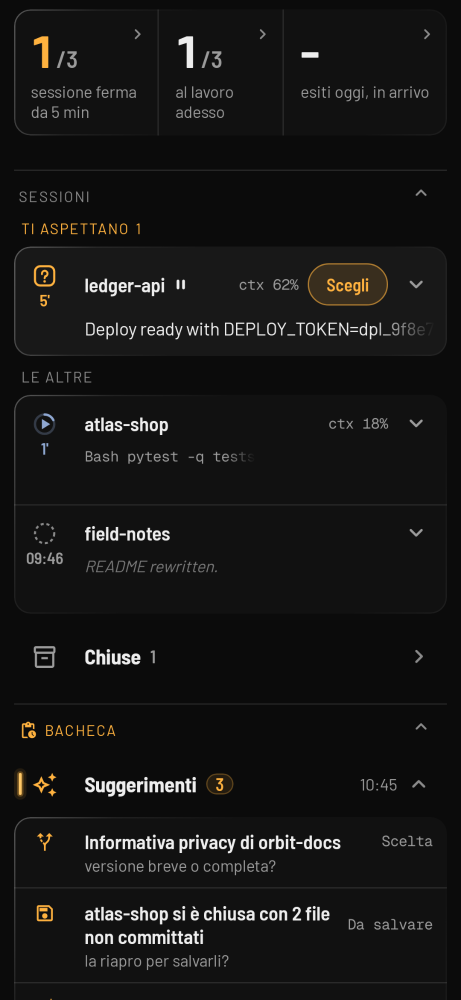 1/3
sessione ferma
da 5 min
1/3
al lavoro
adesso
–
esiti oggi, in arrivo
SESSIONI
TI ASPETTANO 1
ledger-api
ctx 62%
Scegli
5'
Deploy ready with DEPLOY_TOKEN=dpl_9f8e7
LE ALTRE
atlas-shop
ctx 18%
1'
Bash pytest -q tests
field-notes
09:46
README rewritten.
Chiuse 1
BACHECA
Suggerimenti 3
10:45
Informativa privacy di orbit-docs
Scelta
versione breve o completa?
atlas-shop si è chiusa con 2 file
non committati
Da salvare
la riapro per salvarli?